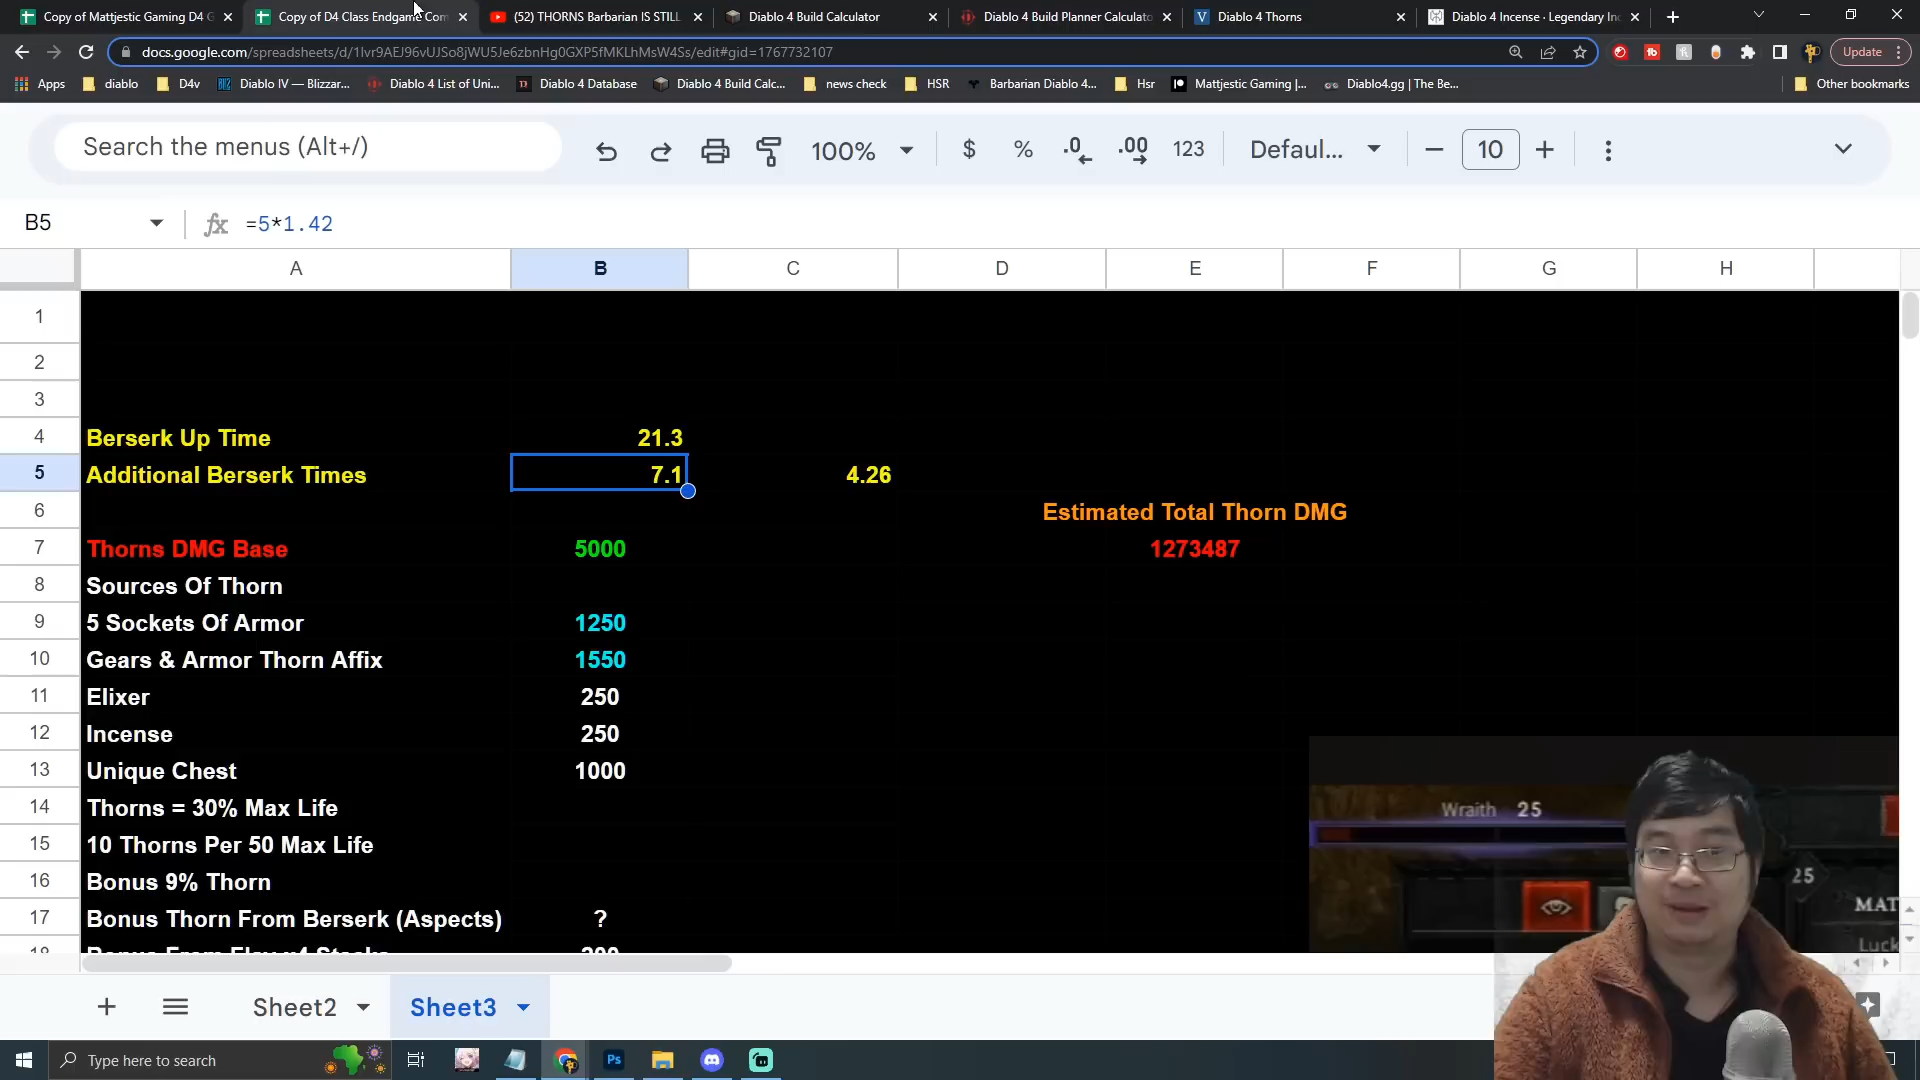 Copy of Mattjestic Gaming D4 G
Copy of D4 Class Endgame Com
(52) THORNS Barbarian IS STILL
Diablo 4 Build Calculator
Diablo 4 Build Planner Calculato
Diablo 4 Thorns
Diablo 4 Incense · Legendary Inc
docs.google.com/spreadsheets/d/1lvr9AEJ96vUJSo8jWU5Je6zbnHg0GXP5fMKLhMsW4Ss/edit#gid=1767732107
Update
Apps
diablo
D4v
Diablo IV — Blizzar...
Diablo 4 List of Uni...
Diablo 4 Database
Diablo 4 Build Calc...
news check
HSR
Barbarian Diablo 4...
Hsr
Mattjestic Gaming |...
Diablo4.gg | The Be...
Other bookmarks
Search the menus (Alt+/)
100%
$ % .0 .00 123
Defaul...
10
B5
fx =5*1.42
A B C D E F G H
1
2
3
4 Berserk Up Time 21.3
5 Additional Berserk Times 7.1 4.26
6 Estimated Total Thorn DMG
7 Thorns DMG Base 5000 1273487
8 Sources Of Thorn
9 5 Sockets Of Armor 1250
10 Gears & Armor Thorn Affix 1550
11 Elixer 250
12 Incense 250
13 Unique Chest 1000
14 Thorns = 30% Max Life
15 10 Thorns Per 50 Max Life
16 Bonus 9% Thorn
17 Bonus Thorn From Berserk (Aspects) ?
Wraith 25
25
MAT
Luck
Sheet2
Sheet3
Type here to search
Ps